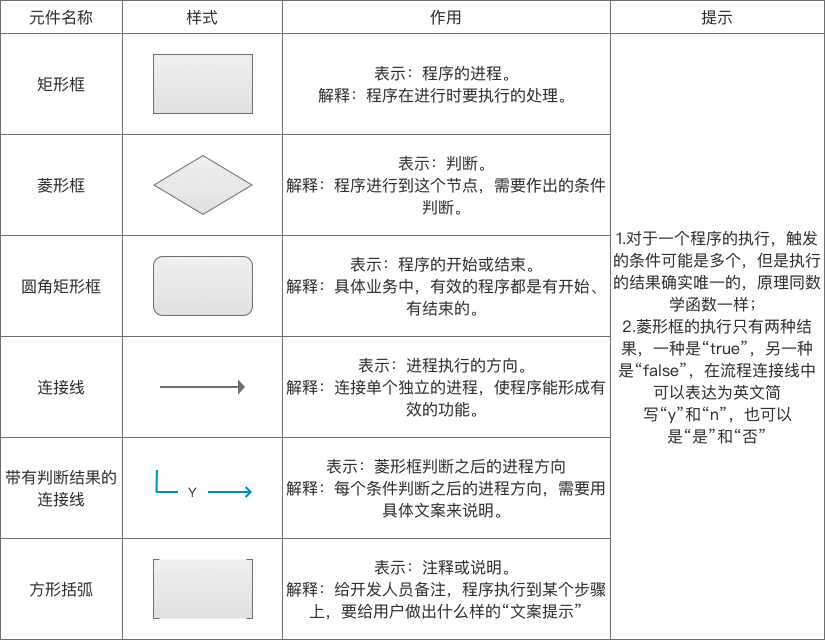 元件名称
样式
作用
提示
矩形框
表示：程序的进程。
解释：程序在进行时要执行的处理。
菱形框
表示：判断。
解释：程序进行到这个节点，需要作出的条件
判断。
圆角矩形框
表示：程序的开始或结束。
解释：具体业务中，有效的程序都是有开始、
有结束的。
连接线
表示：进程执行的方向。
解释：连接单个独立的进程，使程序能形成有
效的功能。
带有判断结果的
连接线
Y
表示：菱形框判断之后的进程方向
解释：每个条件判断之后的进程方向，需要用
具体文案来说明。
方形括弧
表示：注释或说明。
解释：给开发人员备注，程序执行到某个步骤
上，要给用户做出什么样的“文案提示”
1.对于一个程序的执行，触发
的条件可能是多个，但是执行
的结果确实唯一的，原理同数
学函数一样；
2.菱形框的执行只有两种结
果，一种是“true”，另一种
是“false”，在流程连接线中
可以表达为英文简
写“y”和“n”，也可以
是“是”和“否”